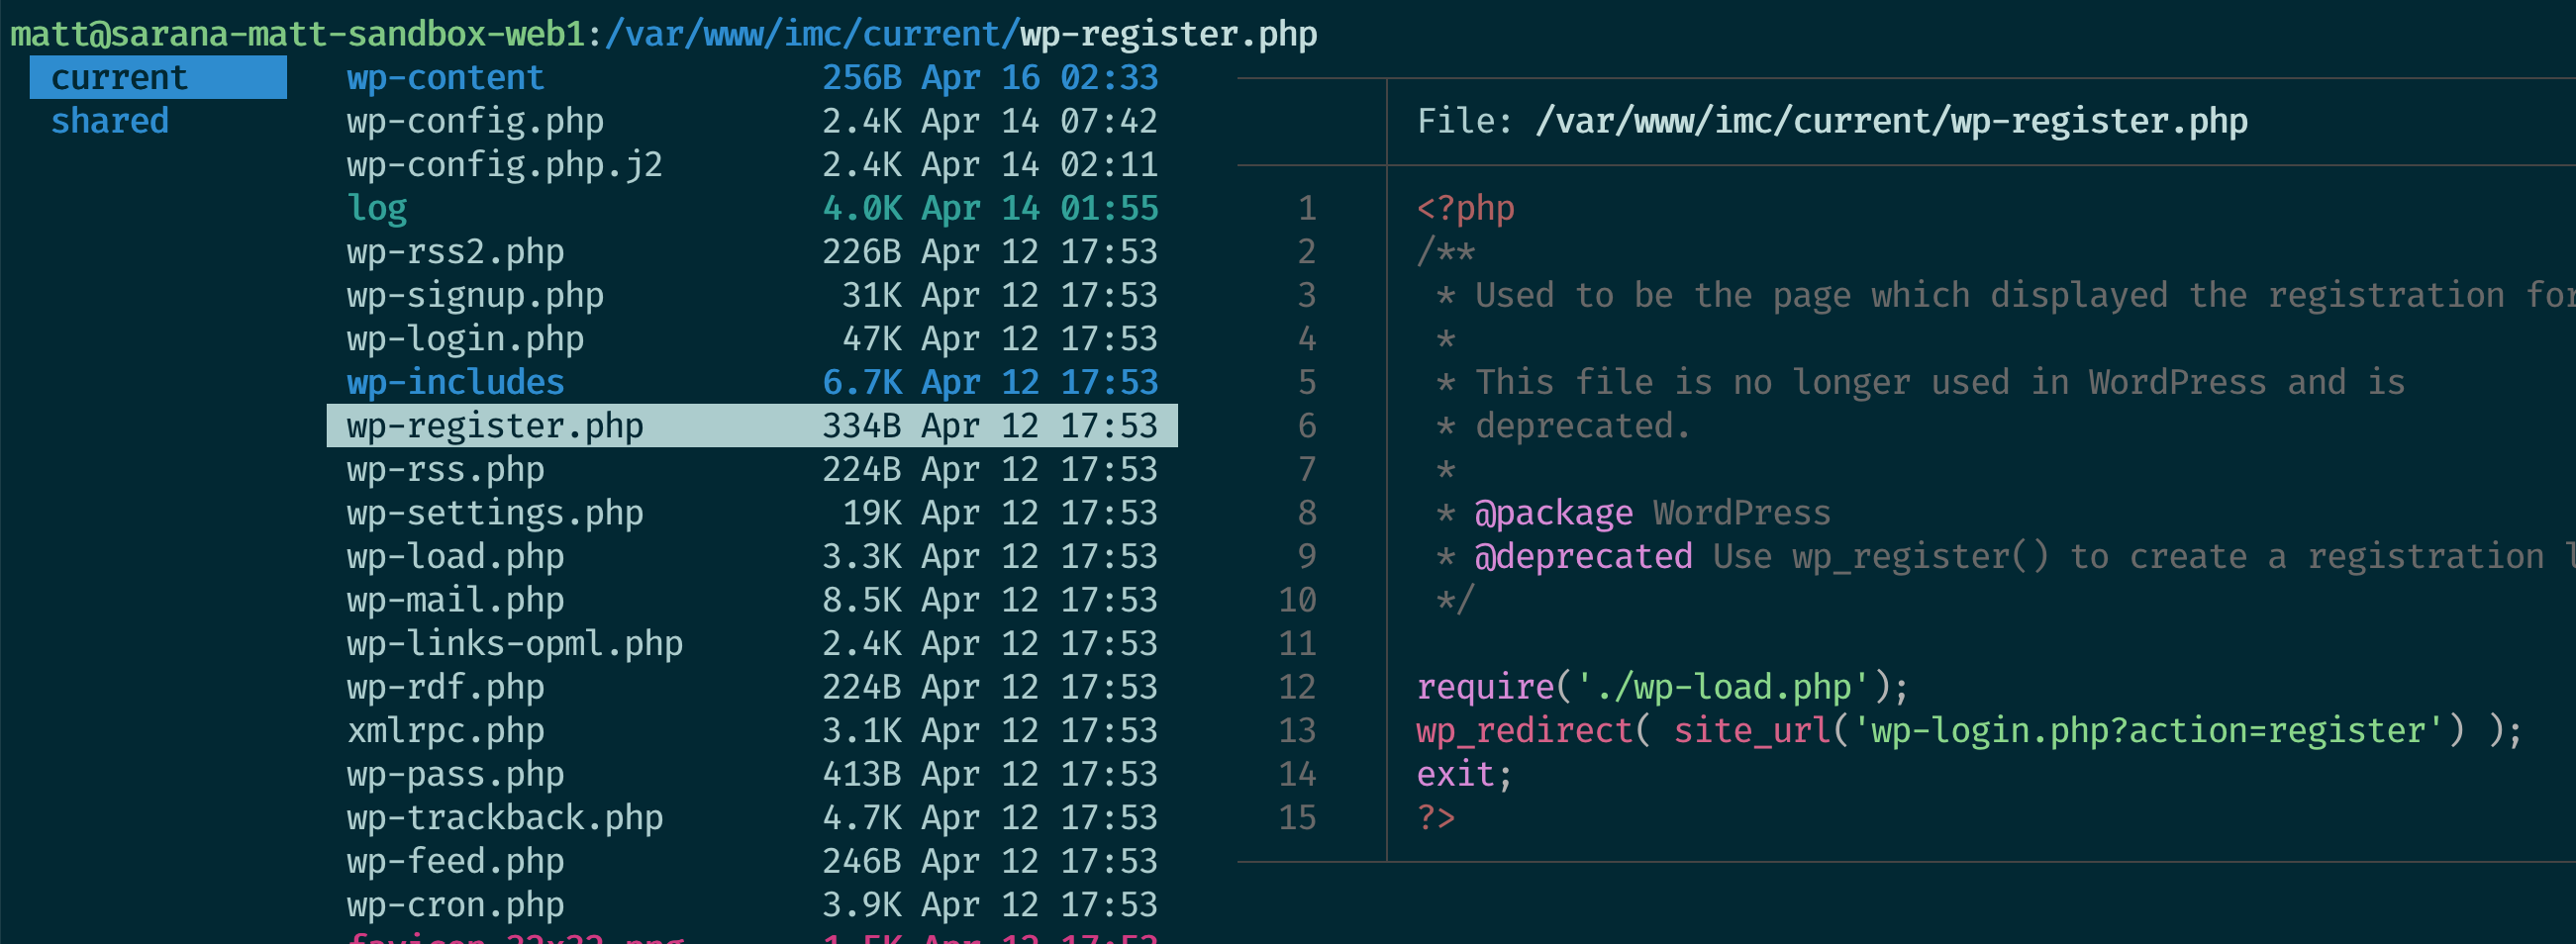 matt@sarana-matt-sandbox-web1:/var/www/imc/current/wp-register.php
current
shared
wp-content 256B Apr 16 02:33
wp-config.php 2.4K Apr 14 07:42
wp-config.php.j2 2.4K Apr 14 02:11
log 4.0K Apr 14 01:55
wp-rss2.php 226B Apr 12 17:53
wp-signup.php 31K Apr 12 17:53
wp-login.php 47K Apr 12 17:53
wp-includes 6.7K Apr 12 17:53
wp-register.php 334B Apr 12 17:53
wp-rss.php 224B Apr 12 17:53
wp-settings.php 19K Apr 12 17:53
wp-load.php 3.3K Apr 12 17:53
wp-mail.php 8.5K Apr 12 17:53
wp-links-opml.php 2.4K Apr 12 17:53
wp-rdf.php 224B Apr 12 17:53
xmlrpc.php 3.1K Apr 12 17:53
wp-pass.php 413B Apr 12 17:53
wp-trackback.php 4.7K Apr 12 17:53
wp-feed.php 246B Apr 12 17:53
wp-cron.php 3.9K Apr 12 17:53
favicon-32x32.png 1.5K Apr 12 17:53
File: /var/www/imc/current/wp-register.php
1 <?php
2 /**
3 * Used to be the page which displayed the registration for
4 *
5 * This file is no longer used in WordPress and is
6 * deprecated.
7 *
8 * @package WordPress
9 * @deprecated Use wp_register() to create a registration l
10 */
11
12 require('./wp-load.php');
13 wp_redirect( site_url('wp-login.php?action=register') );
14 exit;
15 ?>